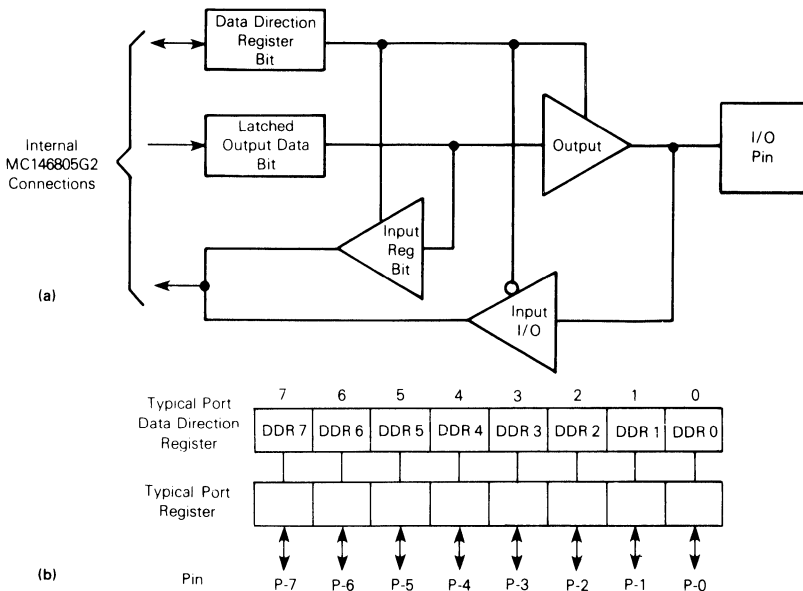 Data Direction
Register
Bit
Latched
Output Data
Bit
Internal
MC146805G2
Connections
Output
I/O
Pin
Input
Reg
Bit
Input
I/O
(a)
7 6 5 4 3 2 1 0
Typical Port
Data Direction
Register
DDR 7 DDR 6 DDR 5 DDR 4 DDR 3 DDR 2 DDR 1 DDR 0
Typical Port
Register
(b)
Pin P-7 P-6 P-5 P-4 P-3 P-2 P-1 P-0